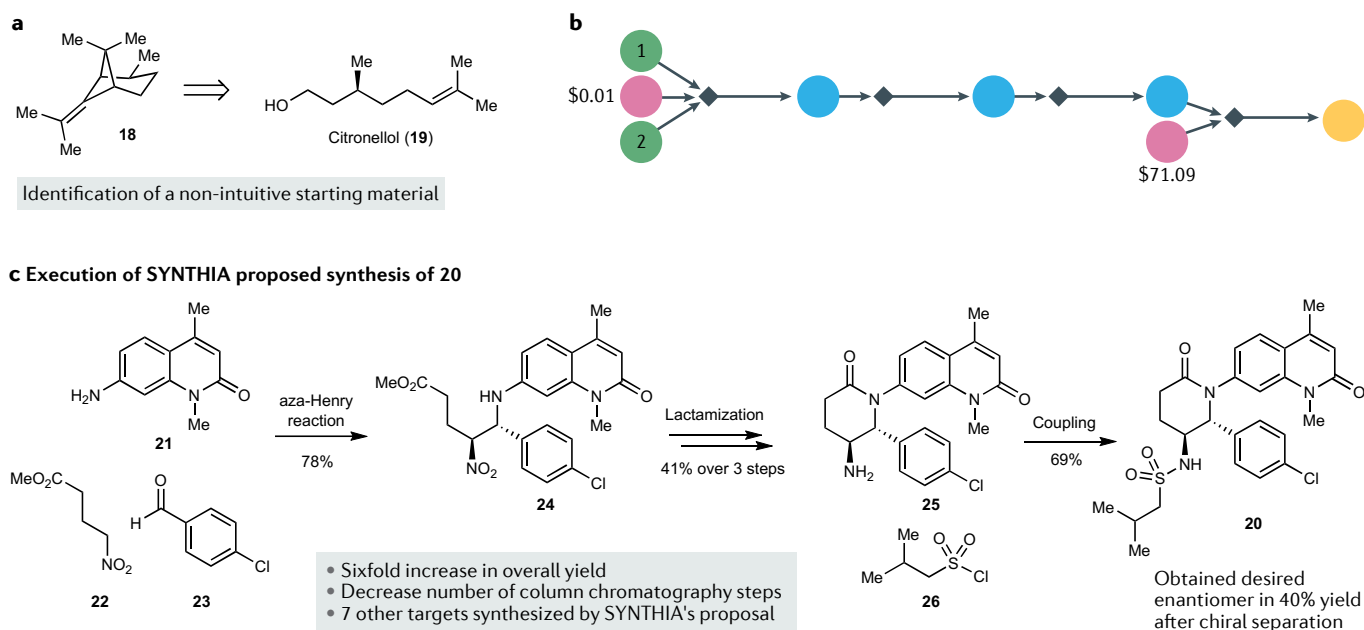 a
Me
Me
Me
Me
Me
18
HO
Me
Me
Me
Citronellol (19)
Identification of a non-intuitive starting material
b
1
$0.01
2
$71.09
c Execution of SYNTHIA proposed synthesis of 20
Me
H2N
N
O
Me
21
MeO2C
NO2
22
O
H
Cl
23
aza-Henry
reaction
78%
Me
MeO2C
H
N
N
O
Me
NO2
Cl
24
Lactamization
41% over 3 steps
Me
O
N
N
O
Me
NH2
Cl
25
Me
Me
O
O
S
Cl
26
Coupling
69%
Me
O
N
N
O
Me
O
O
S
NH
Cl
Me
Me
20
• Sixfold increase in overall yield
• Decrease number of column chromatography steps
• 7 other targets synthesized by SYNTHIA's proposal
Obtained desired
enantiomer in 40% yield
after chiral separation